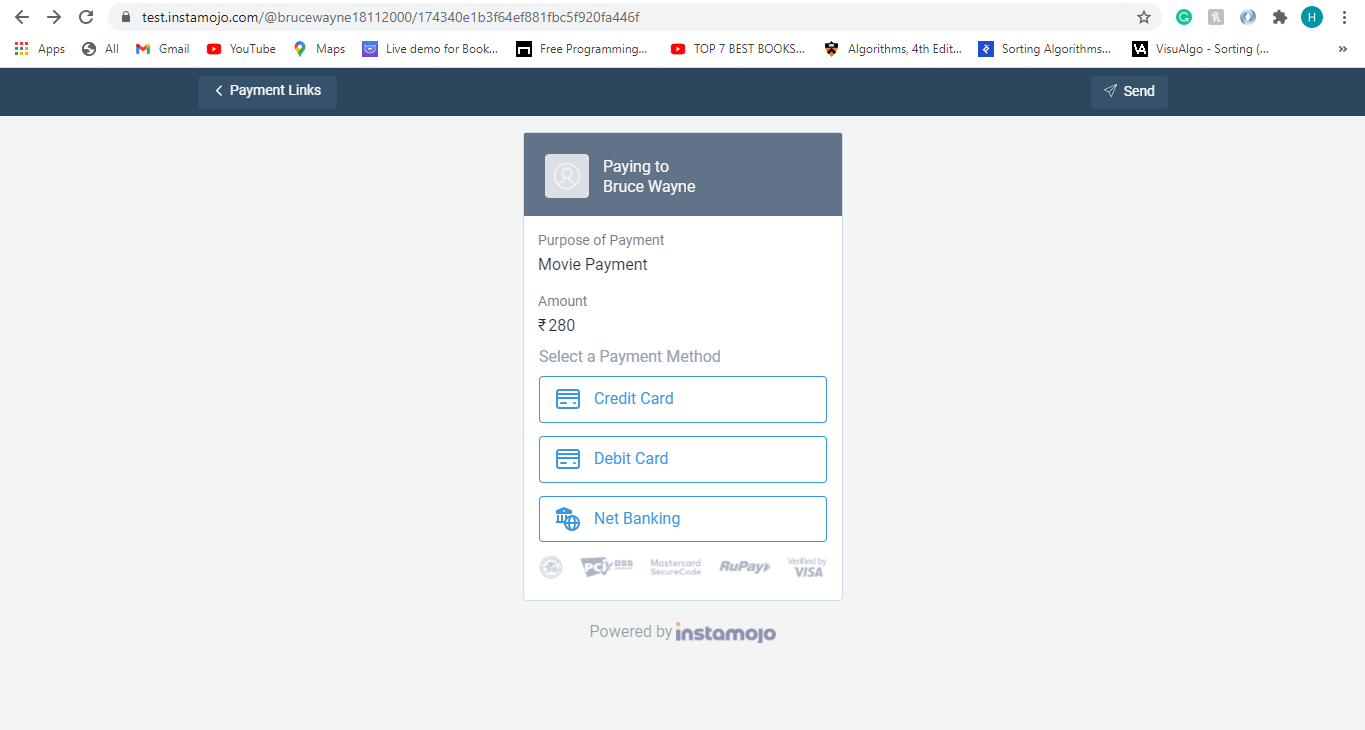 test.instamojo.com/@brucewayne18112000/174340e1b3f64ef881fbc5f920fa446f
G
H
Apps
All
Gmail
YouTube
Maps
Live demo for Book...
Free Programming...
TOP 7 BEST BOOKS...
Algorithms, 4th Edit...
Sorting Algorithms...
VisuAlgo - Sorting (...
»
Payment Links
Send
Paying to
Bruce Wayne
Purpose of Payment
Movie Payment
Amount
₹280
Select a Payment Method
Credit Card
Debit Card
Net Banking
PCI DSS
Mastercard
SecureCode
RuPay
Verified by
VISA
Powered by instamojo